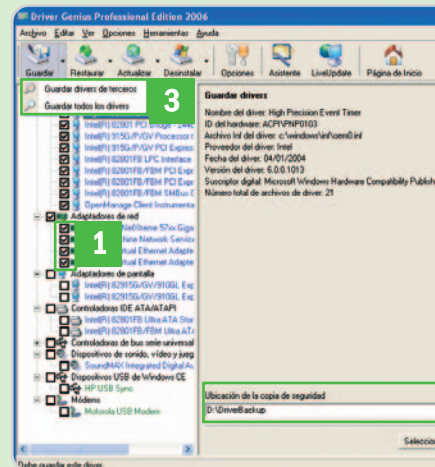 Driver Genius Professional Edition 2006
Archivo Editar Ver Opciones Herramientas Ayuda
Guardar Restaurar Actualizar Desinstalar Opciones Asistente LiveUpdate Página de Inicio
Guardar drivers de terceros
Guardar todos los drivers
3
Intel(R) 82801 PCI Bridge - 244E
Intel(R) 915G/P/GV Processor t
Intel(R) 915G/P/GV PCI Express
Intel(R) 82801FB LPC Interface
Intel(R) 82801FB/FBM PCI Expr
Intel(R) 82801FB/FBM PCI Expr
Intel(R) 82801FB/FBM SMBus C
OpenManage Client Instrumenta
Adaptadores de red
NetXtreme 57xx Giga
hine Network Service
tual Ethernet Adapte
tual Ethernet Adapte
1
Adaptadores de pantalla
Intel(R) 82915G/GV/910GL Exp
Intel(R) 82915G/GV/910GL Exp
Controladoras IDE ATA/ATAPI
Intel(R) 82801FB Ultra ATA Stor
Intel(R) 82801FB/FBM Ultra AT
Controladoras de bus serie universal
Dispositivos de sonido, vídeo y jueg
SoundMAX Integrated Digital Au
Dispositivos USB de Windows CE
HP USB Sync
Módems
Motorola USB Modem
Guardar drivers
Nombre del driver: High Precision Event Timer
ID del hardware: ACPI\PNP0103
Archivo Inf del driver: c:\windows\inf\oem0.inf
Proveedor del driver: Intel
Fecha del driver: 04/01/2004
Versión del driver: 6.0.0.1013
Suscriptor digital: Microsoft Windows Hardware Compatibility Publish
Número total de archivos de driver: 21
Ubicación de la copia de seguridad
D:\DriverBackup
Seleccio
Debe guardar este driver.